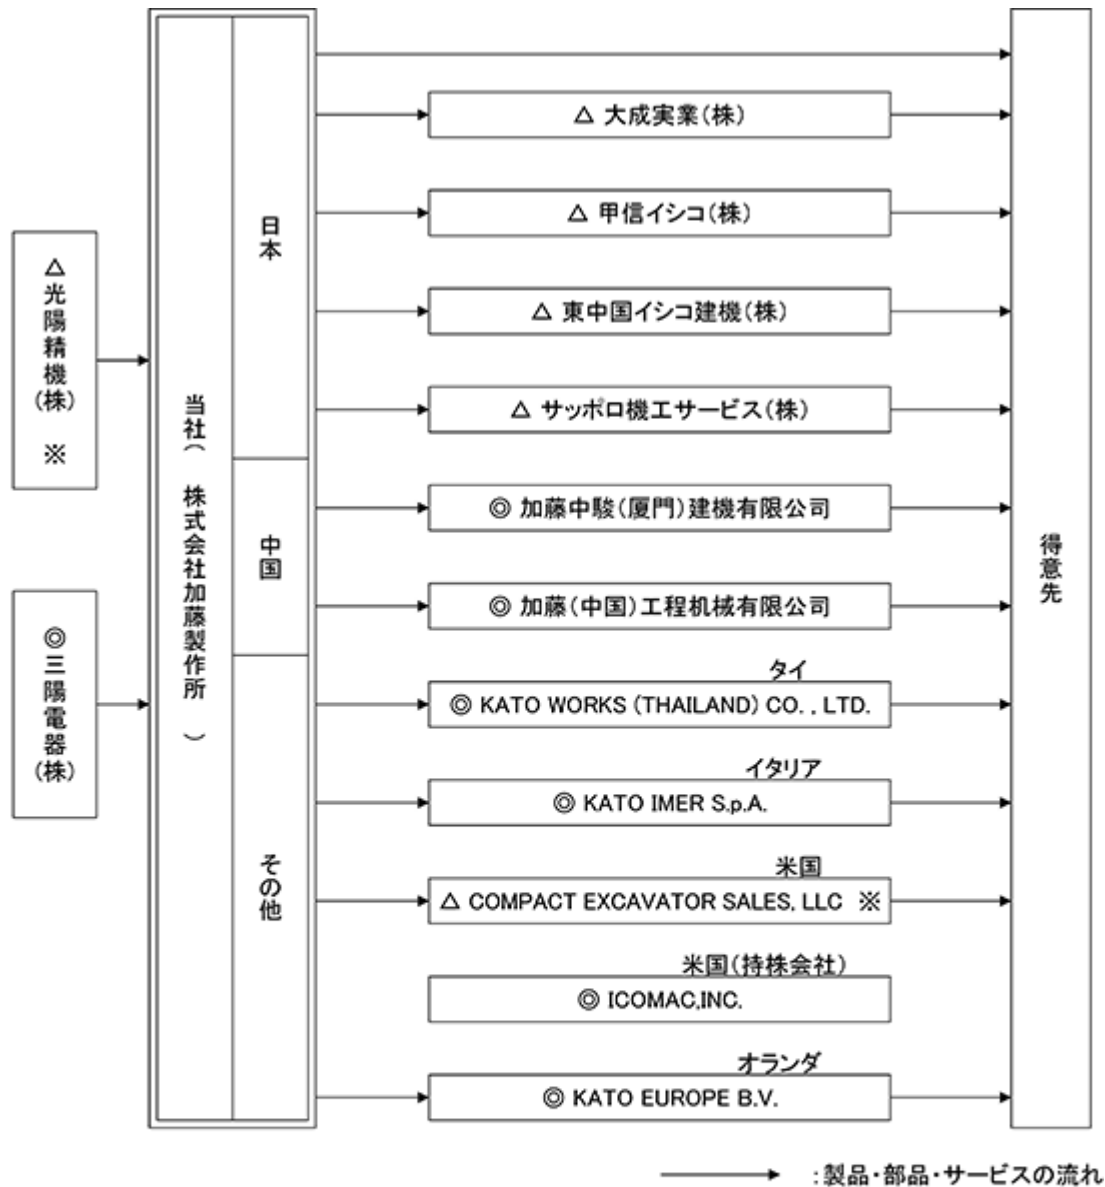 △光陽精機(株) ※
◎三陽電器(株)
当社( 株式会社加藤製作所 )
日本
△ 大成実業(株)
△ 甲信イシコ(株)
△ 東中国イシコ建機(株)
△ サッポロ機工サービス(株)
中国
◎ 加藤中駿(厦門)建機有限公司
◎ 加藤(中国)工程机械有限公司
その他
タイ
◎ KATO WORKS (THAILAND) CO. , LTD.
イタリア
◎ KATO IMER S.p.A.
米国
△ COMPACT EXCAVATOR SALES, LLC ※
米国(持株会社)
◎ ICOMAC,INC.
オランダ
◎ KATO EUROPE B.V.
得意先
:製品・部品・サービスの流れ